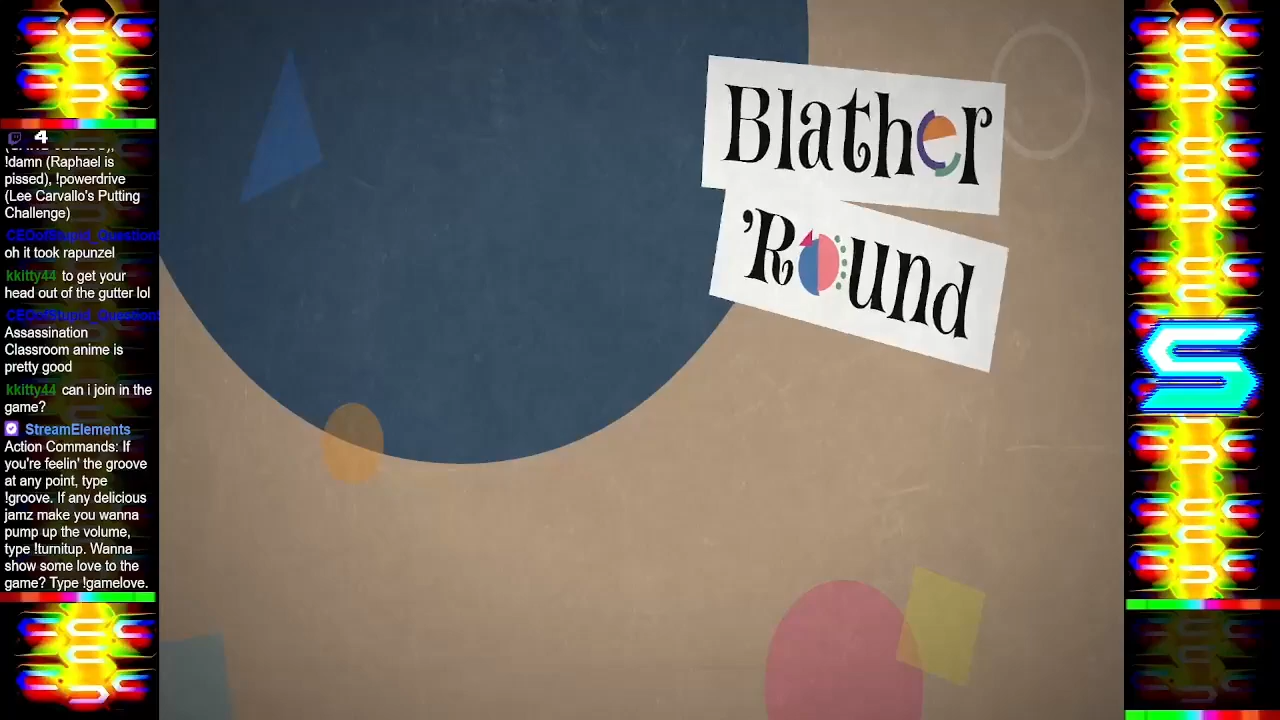 4
!damn (Raphael is
pissed), !powerdrive
(Lee Carvallo's Putting
Challenge)
CEOofStupid_Question
oh it took rapunzel
kkitty44 to get your
head out of the gutter lol
CEOofStupid_Question
Assassination
Classroom anime is
pretty good
kkitty44 can i join in the
game?
StreamElements
Action Commands: If
you're feelin' the groove
at any point, type
!groove. If any delicious
jamz make you wanna
pump up the volume,
type !turnitup. Wanna
show some love to the
game? Type !gamelove.
Blather
'Round
S